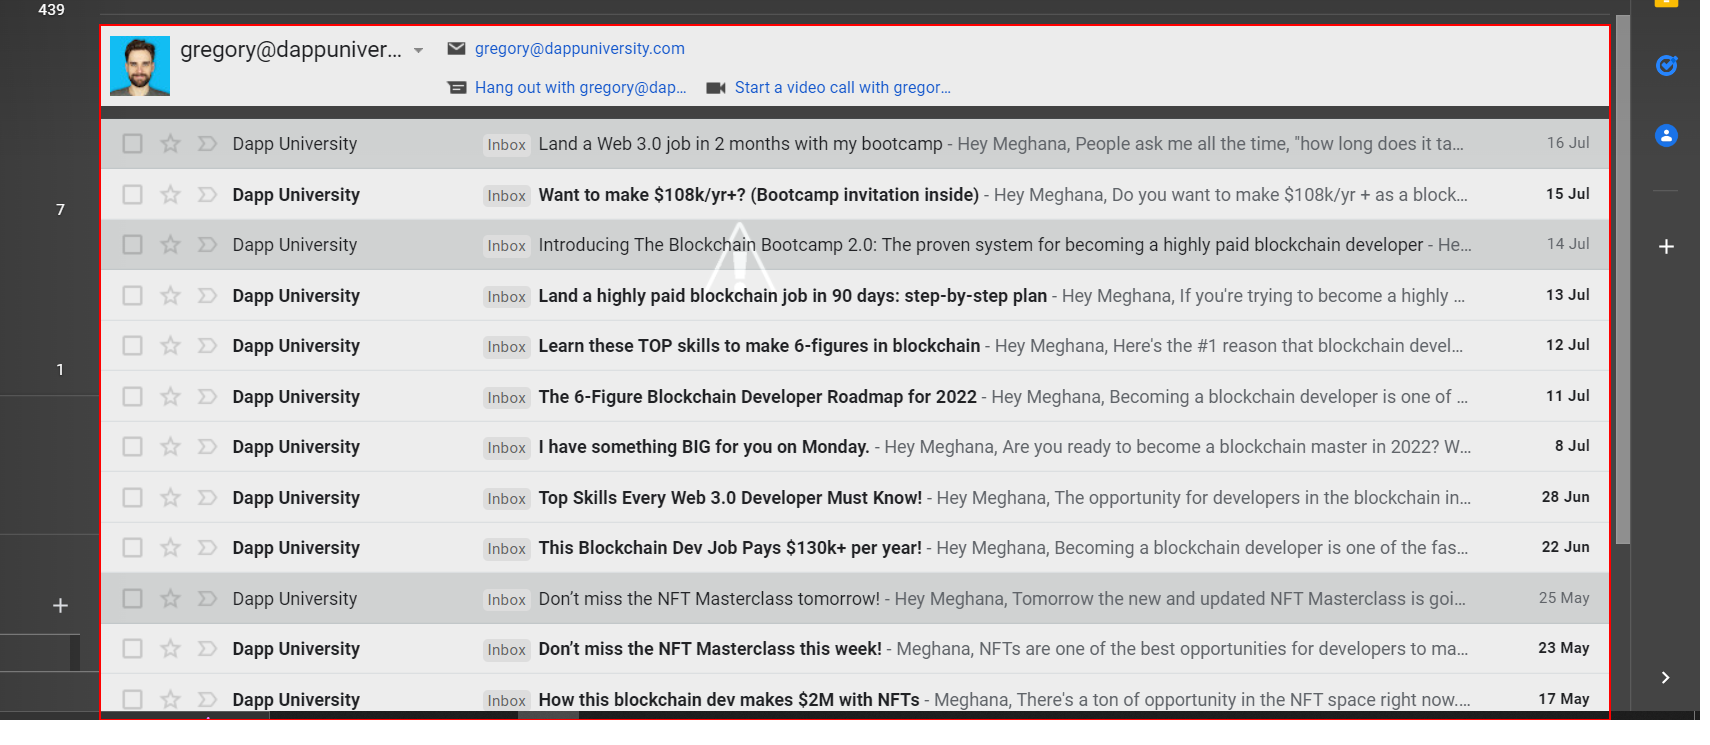 439
gregory@dappuniver...
gregory@dappuniversity.com
Hang out with gregory@dap...
Start a video call with gregor...
Dapp University Inbox Land a Web 3.0 job in 2 months with my bootcamp - Hey Meghana, People ask me all the time, "how long does it ta... 16 Jul
Dapp University Inbox Want to make $108k/yr+? (Bootcamp invitation inside) - Hey Meghana, Do you want to make $108k/yr + as a block... 15 Jul
7
Dapp University Inbox Introducing The Blockchain Bootcamp 2.0: The proven system for becoming a highly paid blockchain developer - He... 14 Jul
Dapp University Inbox Land a highly paid blockchain job in 90 days: step-by-step plan - Hey Meghana, If you're trying to become a highly ... 13 Jul
Dapp University Inbox Learn these TOP skills to make 6-figures in blockchain - Hey Meghana, Here's the #1 reason that blockchain devel... 12 Jul
1
Dapp University Inbox The 6-Figure Blockchain Developer Roadmap for 2022 - Hey Meghana, Becoming a blockchain developer is one of ... 11 Jul
Dapp University Inbox I have something BIG for you on Monday. - Hey Meghana, Are you ready to become a blockchain master in 2022? W... 8 Jul
Dapp University Inbox Top Skills Every Web 3.0 Developer Must Know! - Hey Meghana, The opportunity for developers in the blockchain in... 28 Jun
Dapp University Inbox This Blockchain Dev Job Pays $130k+ per year! - Hey Meghana, Becoming a blockchain developer is one of the fas... 22 Jun
Dapp University Inbox Don't miss the NFT Masterclass tomorrow! - Hey Meghana, Tomorrow the new and updated NFT Masterclass is goi... 25 May
Dapp University Inbox Don't miss the NFT Masterclass this week! - Meghana, NFTs are one of the best opportunities for developers to ma... 23 May
Dapp University Inbox How this blockchain dev makes $2M with NFTs - Meghana, There's a ton of opportunity in the NFT space right now.... 17 May